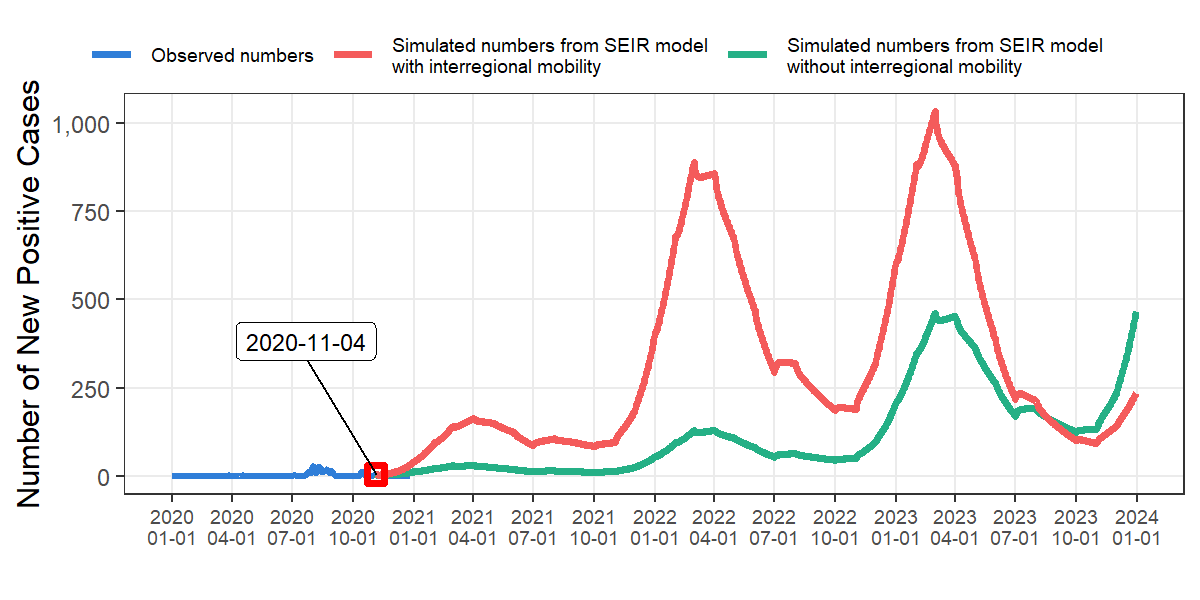 Observed numbers
Simulated numbers from SEIR model
with interregional mobility
Simulated numbers from SEIR model
without interregional mobility
Number of New Positive Cases
1,000
750
500
250
0
2020-11-04
2020 2020 2020 2020 2021 2021 2021 2021 2022 2022 2022 2022 2023 2023 2023 2023 2024
01-01 04-01 07-01 10-01 01-01 04-01 07-01 10-01 01-01 04-01 07-01 10-01 01-01 04-01 07-01 10-01 01-01